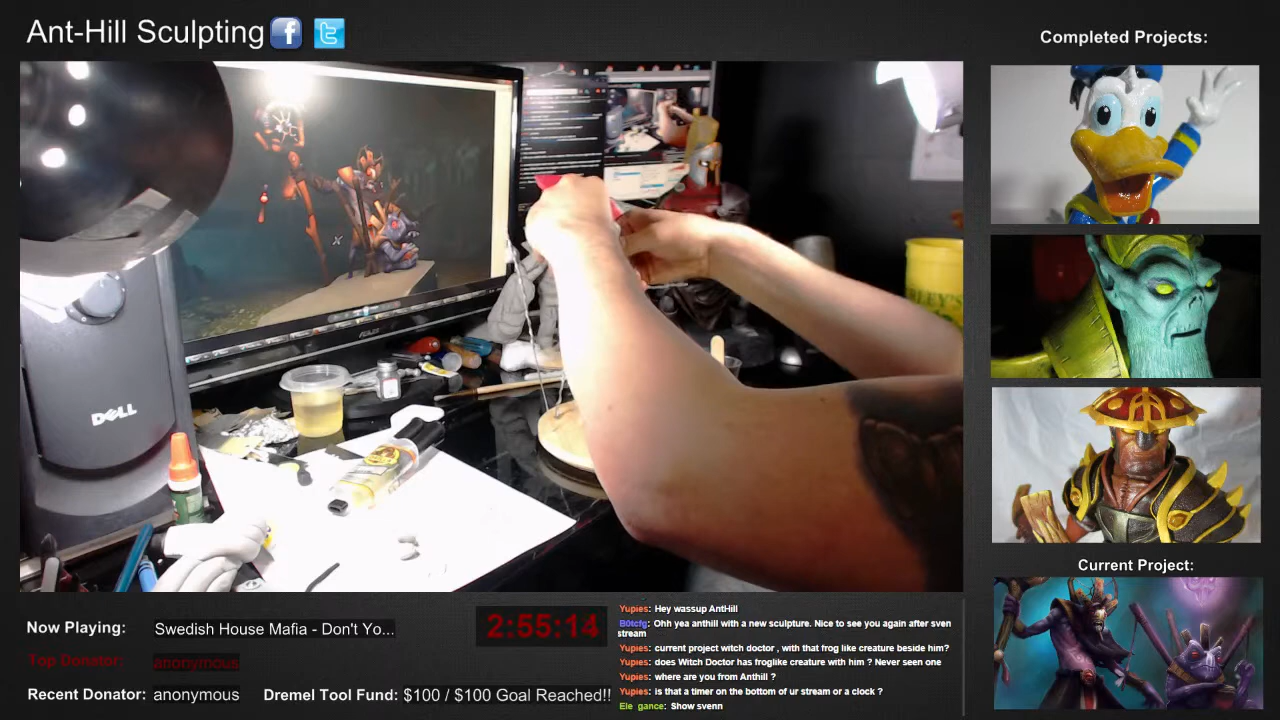 Ant-Hill Sculpting
Completed Projects:
DELL
Current Project:
Now Playing: Swedish House Mafia - Don't Yo...
Top Donator: anonymous
Recent Donator: anonymous
Dremel Tool Fund: $100 / $100 Goal Reached!!
2:55:14
Yupies: Hey wassup AntHill
B0tcfg: Ohh yea anthill with a new sculpture. Nice to see you again after sven
stream
Yupies: current project witch doctor , with that frog like creature beside him?
Yupies: does Witch Doctor has froglike creature with him ? Never seen one
Yupies: where are you from Anthill ?
Yupies: is that a timer on the bottom of ur stream or a clock ?
Ele_gance: Show svenn